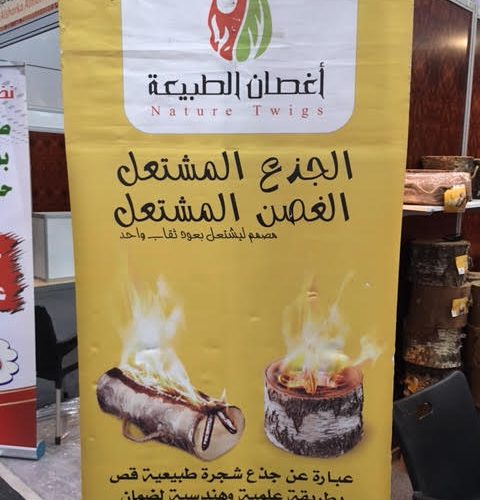 أغصان الطبيعة
Nature Twigs
الجذع المشتعل
الغصن المشتعل
مصمم ليشتعل بعود ثقاب واحد
عبارة عن جذع شجرة طبيعية قص
بطريقة علمية وهندسية لضمان